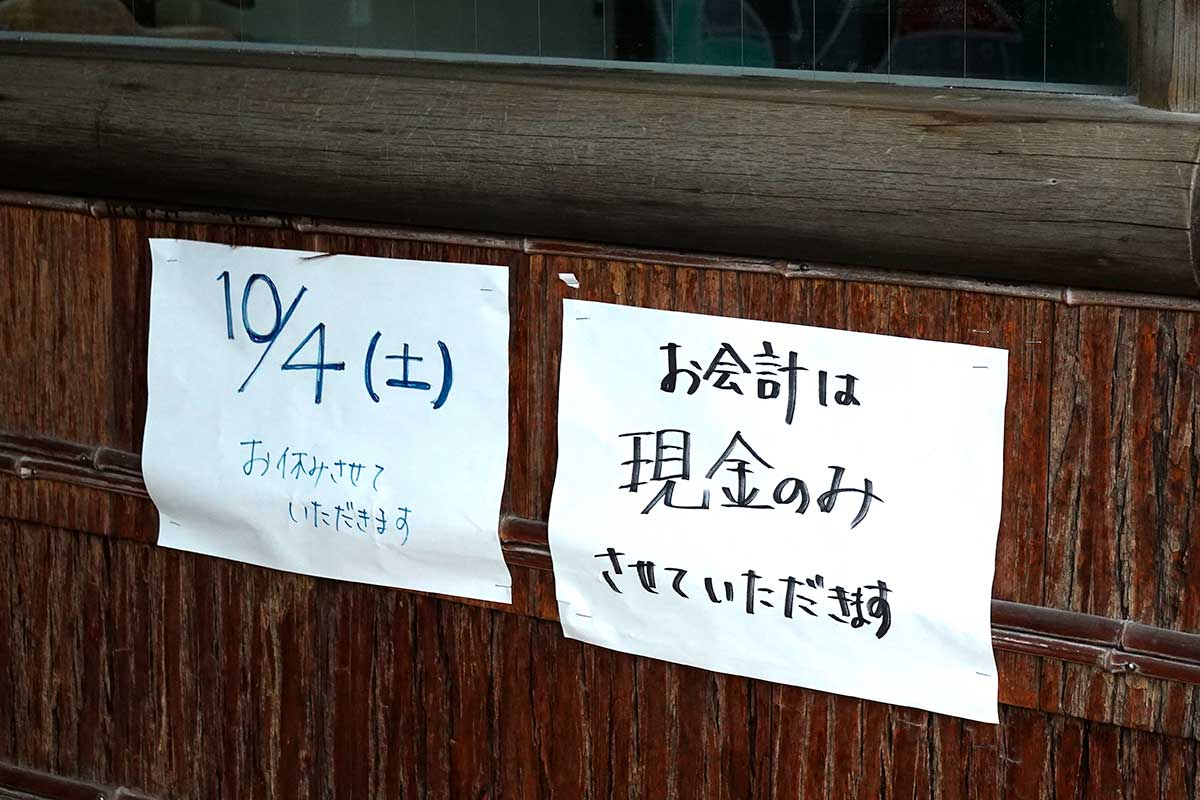 10/4(土)
お休みさせて
いただきます
お会計は
現金のみ
させていただきます